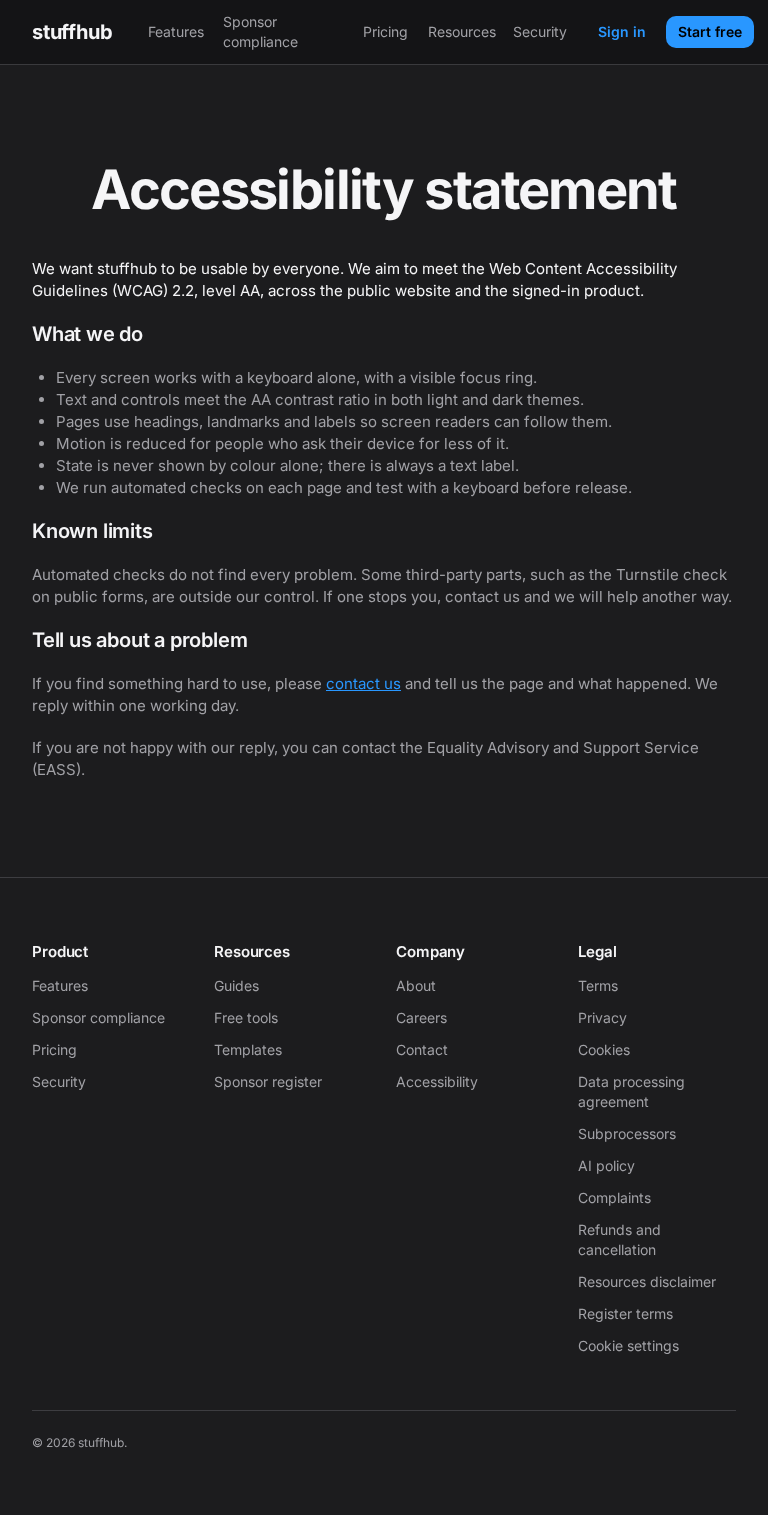 stuffhub
Features
Sponsor
compliance
Pricing
Resources
Security
Sign in
Start free
Accessibility statement
We want stuffhub to be usable by everyone. We aim to meet the Web Content Accessibility
Guidelines (WCAG) 2.2, level AA, across the public website and the signed-in product.
What we do
• Every screen works with a keyboard alone, with a visible focus ring.
• Text and controls meet the AA contrast ratio in both light and dark themes.
• Pages use headings, landmarks and labels so screen readers can follow them.
• Motion is reduced for people who ask their device for less of it.
• State is never shown by colour alone; there is always a text label.
• We run automated checks on each page and test with a keyboard before release.
Known limits
Automated checks do not find every problem. Some third-party parts, such as the Turnstile check
on public forms, are outside our control. If one stops you, contact us and we will help another way.
Tell us about a problem
If you find something hard to use, please contact us and tell us the page and what happened. We
reply within one working day.
If you are not happy with our reply, you can contact the Equality Advisory and Support Service
(EASS).
Product
Features
Sponsor compliance
Pricing
Security
Resources
Guides
Free tools
Templates
Sponsor register
Company
About
Careers
Contact
Accessibility
Legal
Terms
Privacy
Cookies
Data processing
agreement
Subprocessors
AI policy
Complaints
Refunds and
cancellation
Resources disclaimer
Register terms
Cookie settings
© 2026 stuffhub.